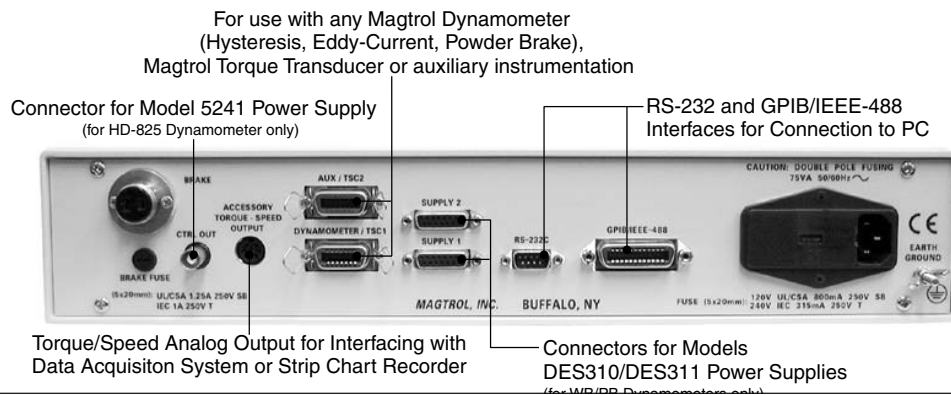 For use with any Magtrol Dynamometer
(Hysteresis, Eddy-Current, Powder Brake),
Magtrol Torque Transducer or auxiliary instrumentation
Connector for Model 5241 Power Supply
(for HD-825 Dynamometer only)
RS-232 and GPIB/IEEE-488
Interfaces for Connection to PC
BRAKE
AUX / TSC2
CAUTION: DOUBLE POLE FUSING
75VA 50/60Hz
ACCESSORY
TORQUE - SPEED
OUTPUT
SUPPLY 2
CTRL OUT
DYNAMOMETER / TSC1
SUPPLY 1
RS-232C
GPIB/IEEE-488
CE
EARTH
GROUND
BRAKE FUSE
(5x20mm): UL/CSA 1.25A 250V SB
IEC 1A 250V T
MAGTROL, INC. BUFFALO, NY
FUSE (5x20mm): 120V UL/CSA 800mA 250V SB
240V IEC 315mA 250V T
Torque/Speed Analog Output for Interfacing with
Data Acquisiton System or Strip Chart Recorder
Connectors for Models
DES310/DES311 Power Supplies
(for WB/PB Dynamometers only)